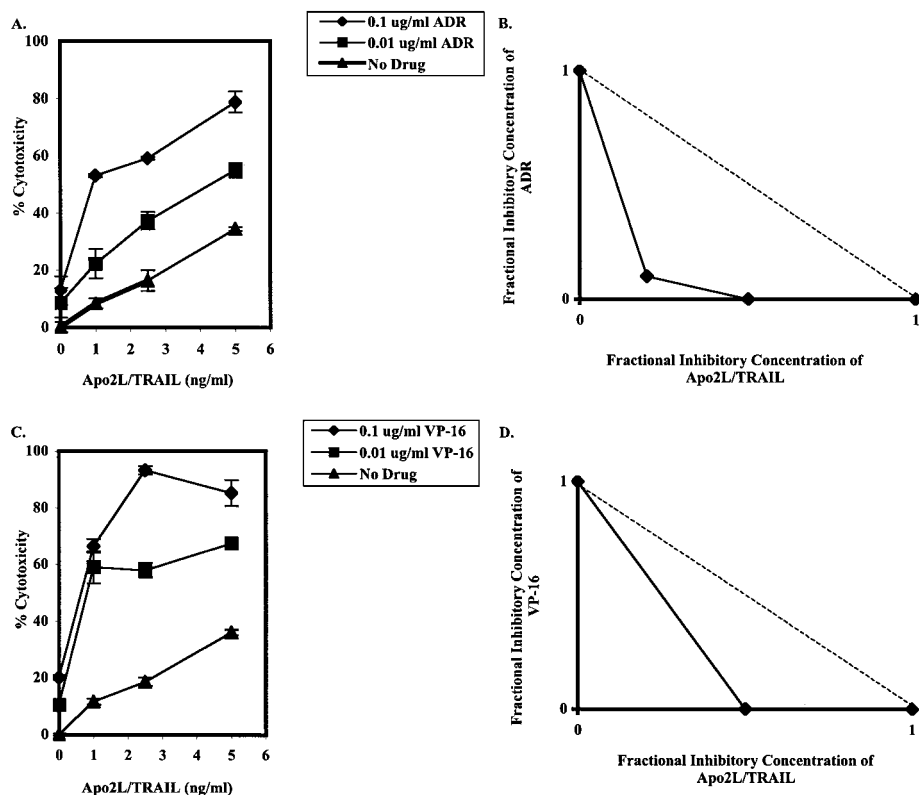 A.
0.1 ug/ml ADR
0.01 ug/ml ADR
No Drug
100
80
60
40
20
0
% Cytotoxicity
0 1 2 3 4 5 6
Apo2L/TRAIL (ng/ml)
B.
Fractional Inhibitory Concentration of
ADR
1
0
0 1
Fractional Inhibitory Concentration of
Apo2L/TRAIL
C.
0.1 ug/ml VP-16
0.01 ug/ml VP-16
No Drug
100
80
60
40
20
0
% Cytotoxicity
0 1 2 3 4 5 6
Apo2L/TRAIL (ng/ml)
D.
Fractional Inhibitory Concentration of
VP-16
1
0
0 1
Fractional Inhibitory Concentration of
Apo2L/TRAIL